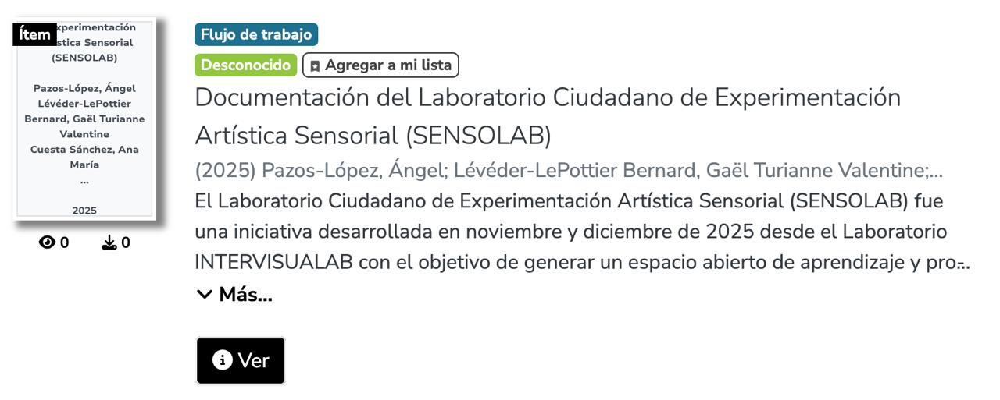 Ítem
xperimentación
stica Sensorial
(SENSOLAB)
Pazos-López, Ángel
Lévéder-LePottier
Bernard, Gaël Turianne
Valentine
Cuesta Sánchez, Ana
María
...
2025
0 0
Flujo de trabajo
Desconocido Agregar a mi lista
Documentación del Laboratorio Ciudadano de Experimentación
Artística Sensorial (SENSOLAB)
(2025) Pazos-López, Ángel; Lévéder-LePottier Bernard, Gaël Turianne Valentine;...
El Laboratorio Ciudadano de Experimentación Artística Sensorial (SENSOLAB) fue
una iniciativa desarrollada en noviembre y diciembre de 2025 desde el Laboratorio
INTERVISUALAB con el objetivo de generar un espacio abierto de aprendizaje y pro...
Más...
Ver